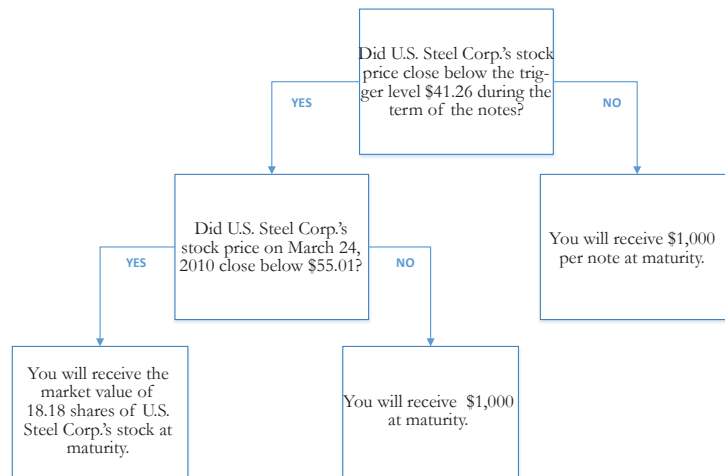 Did U.S. Steel Corp.'s stock
price close below the trig-
ger level $41.26 during the
term of the notes?
YES
NO
Did U.S. Steel Corp.'s
stock price on March 24,
2010 close below $55.01?
You will receive $1,000
per note at maturity.
YES
NO
You will receive the
market value of
18.18 shares of U.S.
Steel Corp.'s stock at
maturity.
You will receive $1,000
at maturity.